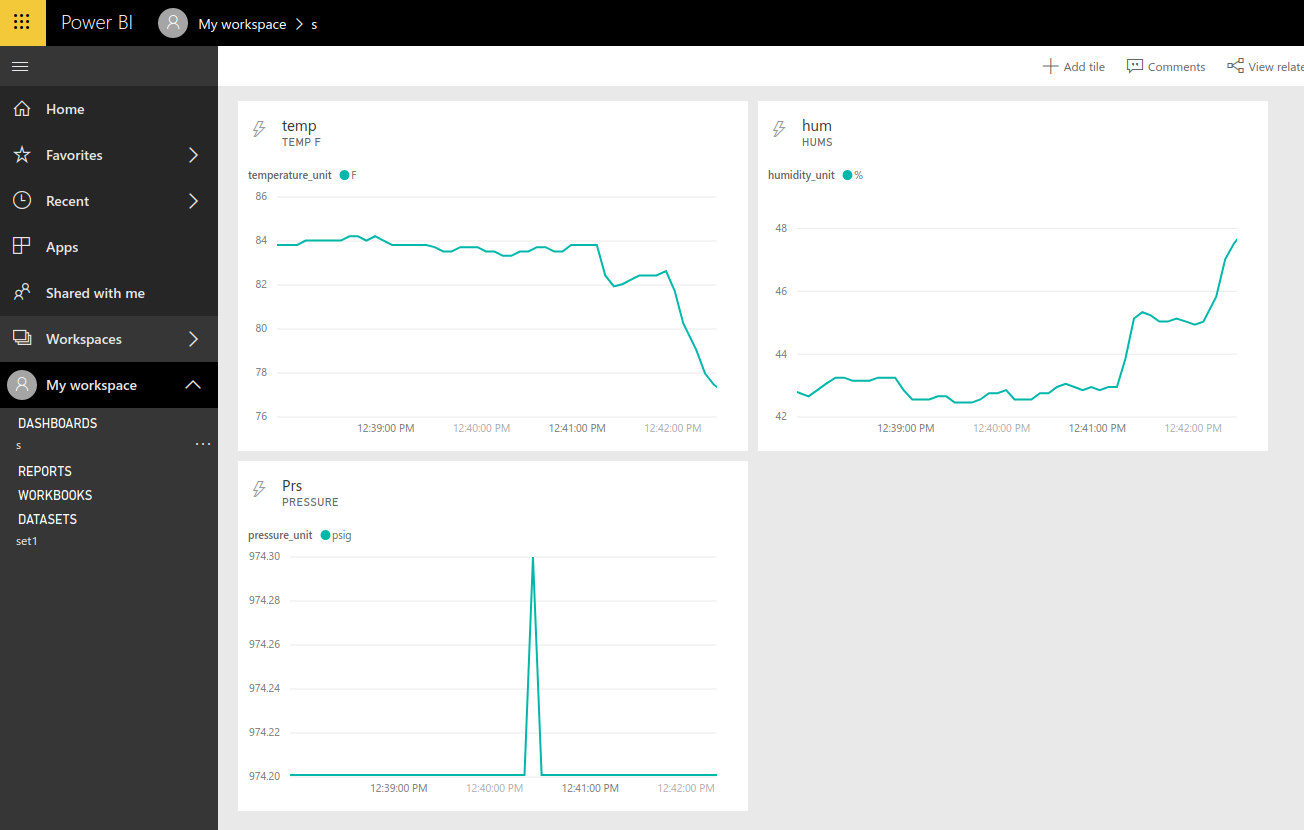 Power BI My workspace > s
Add tile Comments View relate
Home
Favorites
Recent
Apps
Shared with me
Workspaces
My workspace
DASHBOARDS
s ...
REPORTS
WORKBOOKS
DATASETS
set1
temp
TEMP F
temperature_unit F
86
84
82
80
78
76
12:39:00 PM 12:40:00 PM 12:41:00 PM 12:42:00 PM
hum
HUMS
humidity_unit %
48
46
44
42
12:39:00 PM 12:40:00 PM 12:41:00 PM 12:42:00 PM
Prs
PRESSURE
pressure_unit psig
974.30
974.28
974.26
974.24
974.22
974.20
12:39:00 PM 12:40:00 PM 12:41:00 PM 12:42:00 PM